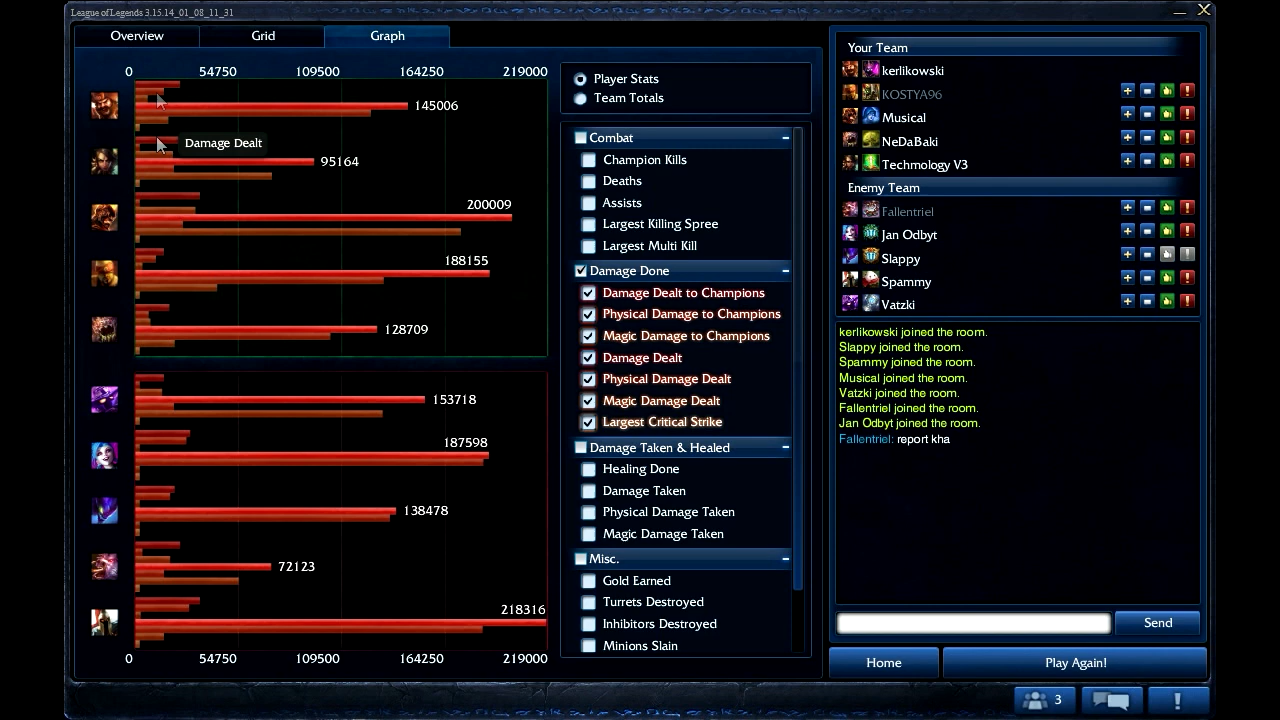 League of Legends 3.15.14_01_08_11_31
Overview
Grid
Graph
0 54750 109500 164250 219000
145006
Damage Dealt
95164
200009
188155
128709
153718
187598
138478
72123
218316
0 54750 109500 164250 219000
Player Stats
Team Totals
Combat
Champion Kills
Deaths
Assists
Largest Killing Spree
Largest Multi Kill
Damage Done
Damage Dealt to Champions
Physical Damage to Champions
Magic Damage to Champions
Damage Dealt
Physical Damage Dealt
Magic Damage Dealt
Largest Critical Strike
Damage Taken & Healed
Healing Done
Damage Taken
Physical Damage Taken
Magic Damage Taken
Misc.
Gold Earned
Turrets Destroyed
Inhibitors Destroyed
Minions Slain
Your Team
kerlikowski
KOSTYA96
Musical
NeDaBaki
Techmology V3
Enemy Team
Fallentriel
Jan Odbyt
Slappy
Spammy
Vatzki
kerlikowski joined the room.
Slappy joined the room.
Spammy joined the room.
Musical joined the room.
Vatzki joined the room.
Fallentriel joined the room.
Jan Odbyt joined the room.
Fallentriel: report kha
Send
Home
Play Again!
3